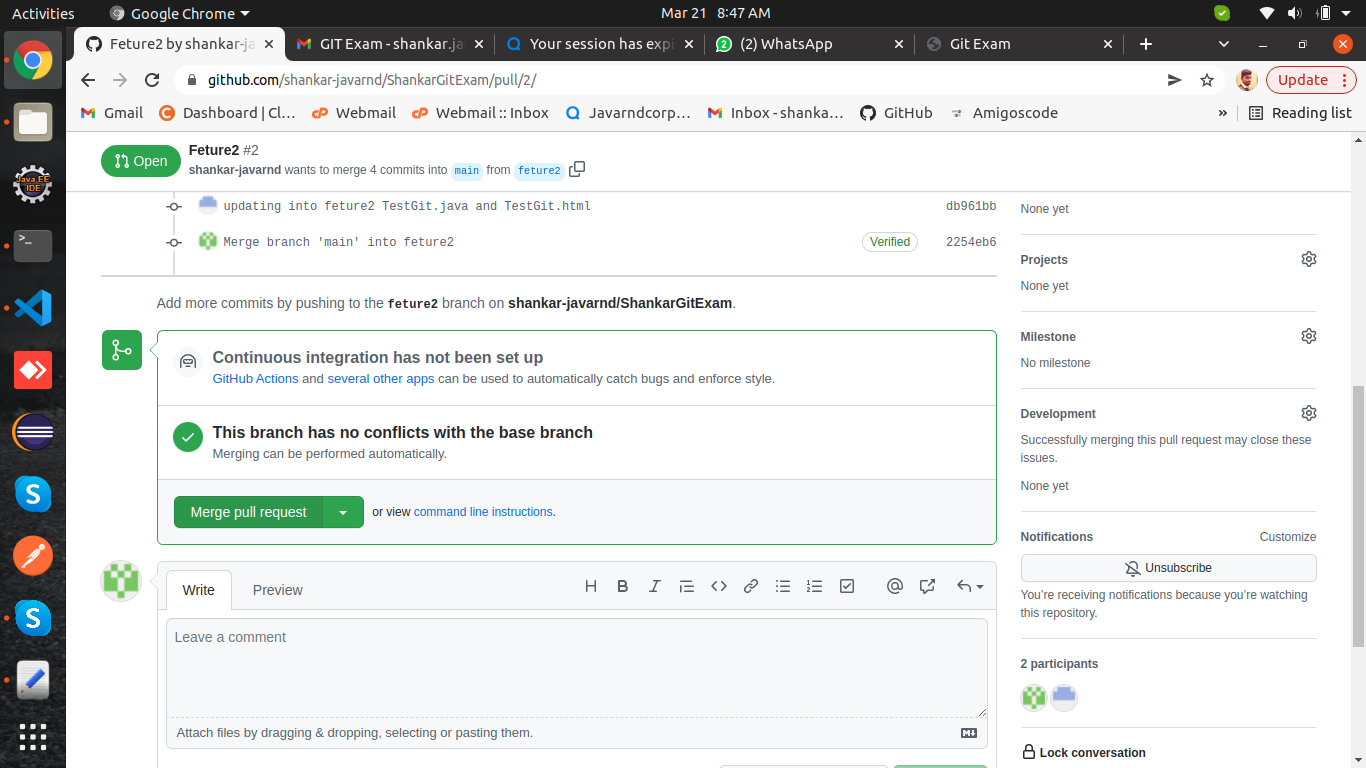 Activities Google Chrome Mar 21 8:47 AM
Feture2 by shankar-ja GIT Exam - shankar.ja Your session has expi (2) WhatsApp Git Exam
github.com/shankar-javarnd/ShankarGitExam/pull/2/ Update
Gmail Dashboard | Cl… Webmail Webmail :: Inbox Javarndcorp… Inbox - shanka… GitHub Amigoscode » Reading list
Open Feture2 #2
shankar-javarnd wants to merge 4 commits into main from feture2
updating into feture2 TestGit.java and TestGit.html db961bb
Merge branch 'main' into feture2 Verified 2254eb6
Add more commits by pushing to the feture2 branch on shankar-javarnd/ShankarGitExam.
Continuous integration has not been set up
GitHub Actions and several other apps can be used to automatically catch bugs and enforce style.
This branch has no conflicts with the base branch
Merging can be performed automatically.
Merge pull request or view command line instructions.
Write Preview
Leave a comment
Attach files by dragging & dropping, selecting or pasting them.
None yet
Projects
None yet
Milestone
No milestone
Development
Successfully merging this pull request may close these
issues.
None yet
Notifications Customize
Unsubscribe
You're receiving notifications because you're watching
this repository.
2 participants
Lock conversation
Java EE
IDE